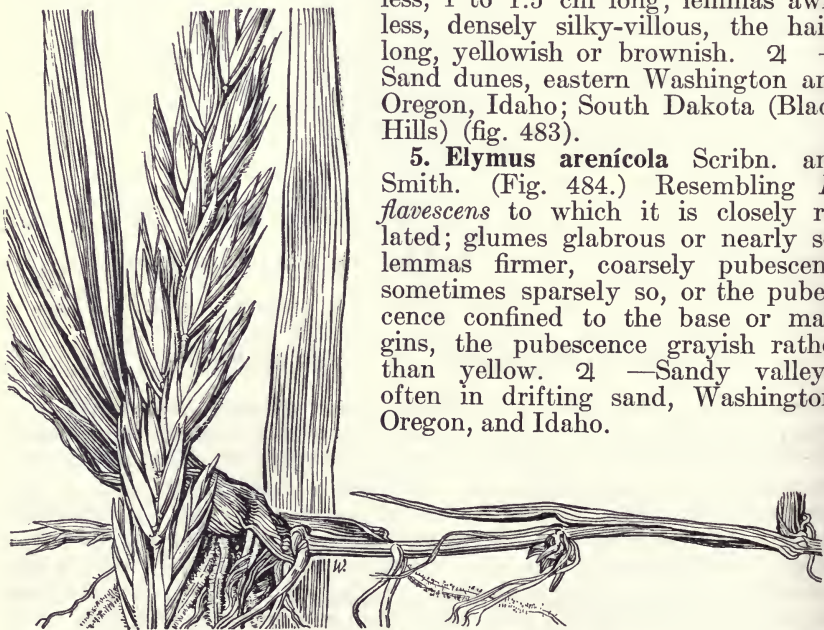 less, 1 to 1.5 cm long; lemmas aw
less, densely silky-villous, the hai
long, yellowish or brownish. ♃ —
Sand dunes, eastern Washington an
Oregon, Idaho; South Dakota (Blac
Hills) (fig. 483).
5. Elymus arenícola Scribn. an
Smith. (Fig. 484.) Resembling
flavescens to which it is closely r
lated; glumes glabrous or nearly s
lemmas firmer, coarsely pubescen
sometimes sparsely so, or the pube
cence confined to the base or ma
gins, the pubescence grayish rath
than yellow. ♃ —Sandy valley
often in drifting sand, Washingto
Oregon, and Idaho.